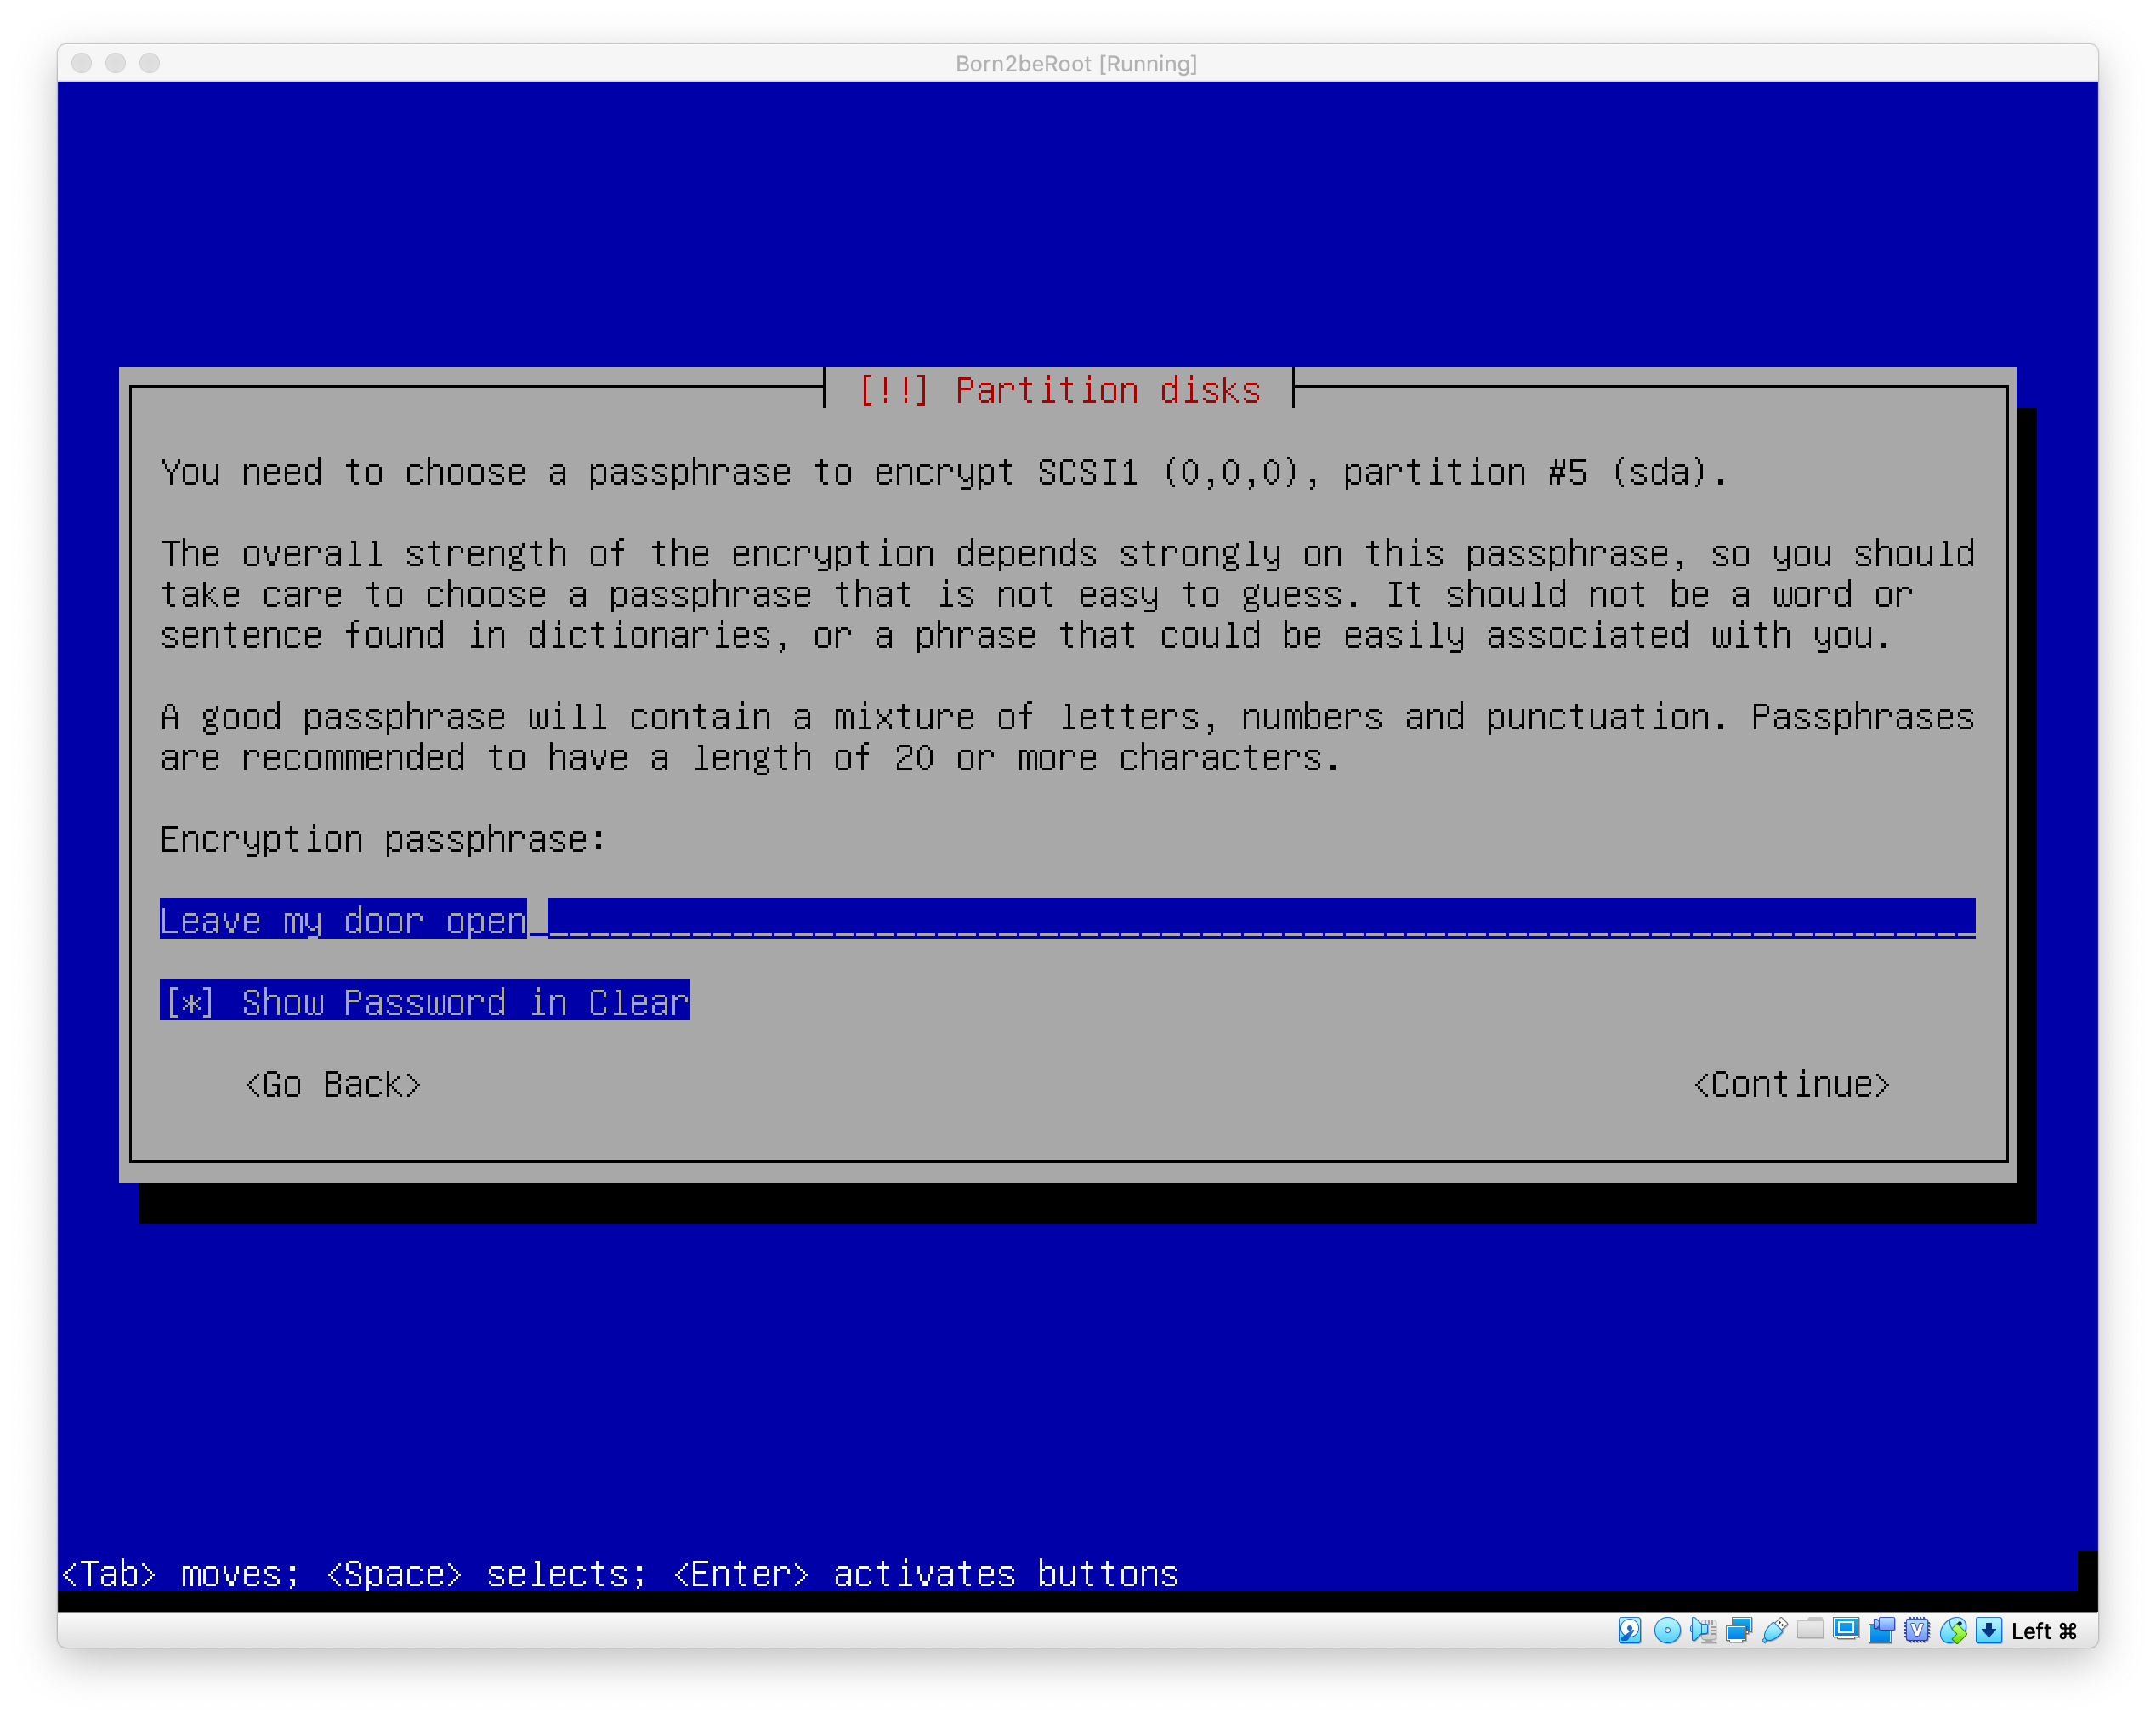 Born2beRoot [Running]
[!!] Partition disks
You need to choose a passphrase to encrypt SCSI1 (0,0,0), partition #5 (sda).
The overall strength of the encryption depends strongly on this passphrase, so you should
take care to choose a passphrase that is not easy to guess. It should not be a word or
sentence found in dictionaries, or a phrase that could be easily associated with you.
A good passphrase will contain a mixture of letters, numbers and punctuation. Passphrases
are recommended to have a length of 20 or more characters.
Encryption passphrase:
Leave my door open
[*] Show Password in Clear
<Go Back> <Continue>
<Tab> moves; <Space> selects; <Enter> activates buttons
Left ⌘